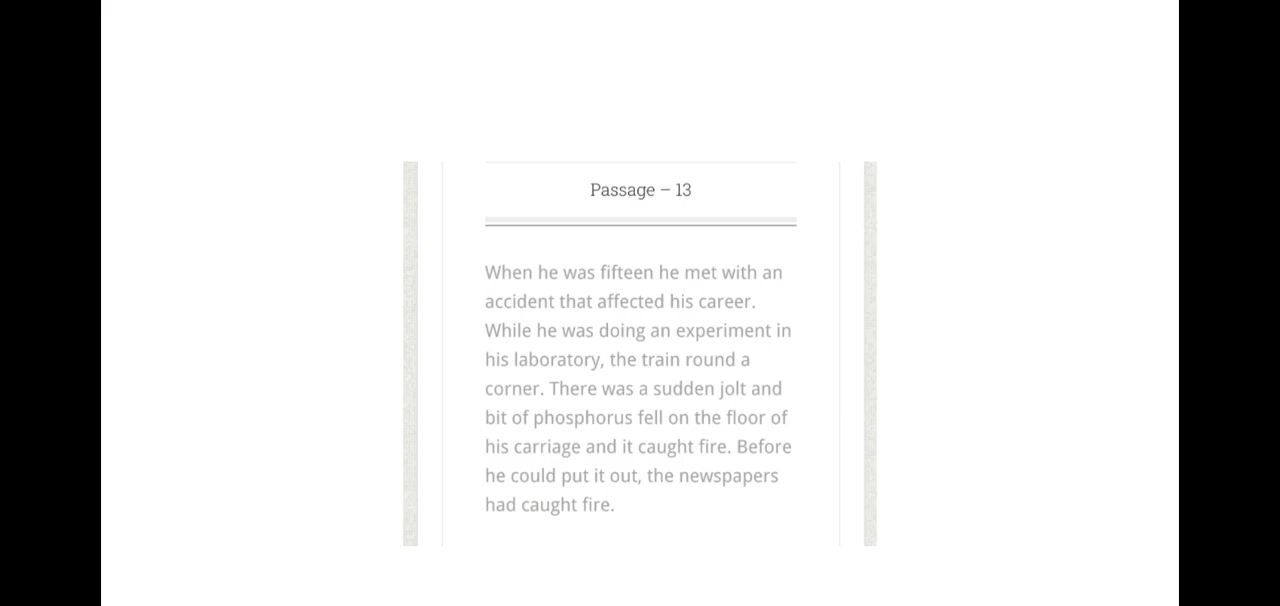 Passage – 13
When he was fifteen he met with an
accident that affected his career.
While he was doing an experiment in
his laboratory, the train round a
corner. There was a sudden jolt and
bit of phosphorus fell on the floor of
his carriage and it caught fire. Before
he could put it out, the newspapers
had caught fire.